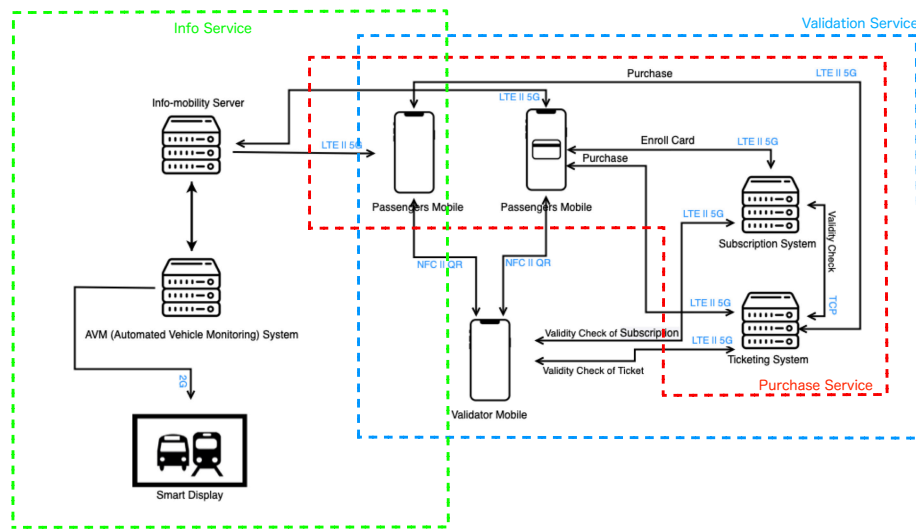 Info Service
Validation Service
Purchase
LTE II 5G
Info-mobility Server
LTE II 5G
LTE II 5G
Enroll Card
LTE II 5G
Purchase
Passengers Mobile
Passengers Mobile
LTE II 5G
Subscription System
Validity Check
NFC II QR
NFC II QR
AVM (Automated Vehicle Monitoring) System
LTE II 5G
TCP
Validity Check of Subscription
LTE II 5G
Ticketing System
Validity Check of Ticket
2G
Purchase Service
Validator Mobile
Smart Display